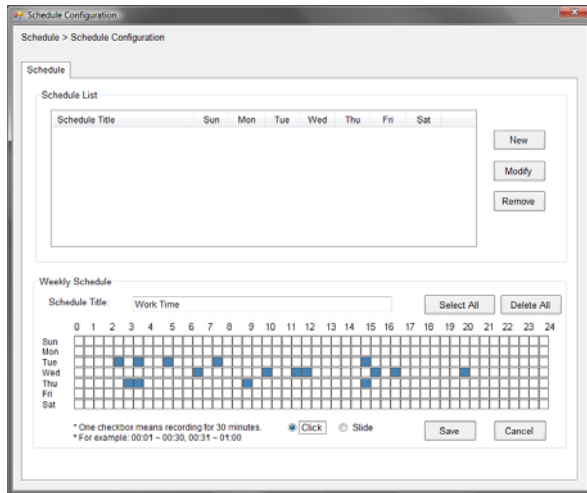 Schedule Configuration
Schedule > Schedule Configuration
Schedule
Schedule List
Schedule Title Sun Mon Tue Wed Thu Fri Sat
New
Modify
Remove
Weekly Schedule
Schedule Title: Work Time Select All Delete All
0 1 2 3 4 5 6 7 8 9 10 11 12 13 14 15 16 17 18 19 20 21 22 23 24
Sun
Mon
Tue
Wed
Thu
Fri
Sat
* One checkbox means recording for 30 minutes. Click Slide Save Cancel
* For example: 00:01 ~ 00:30, 00:31 ~ 01:00